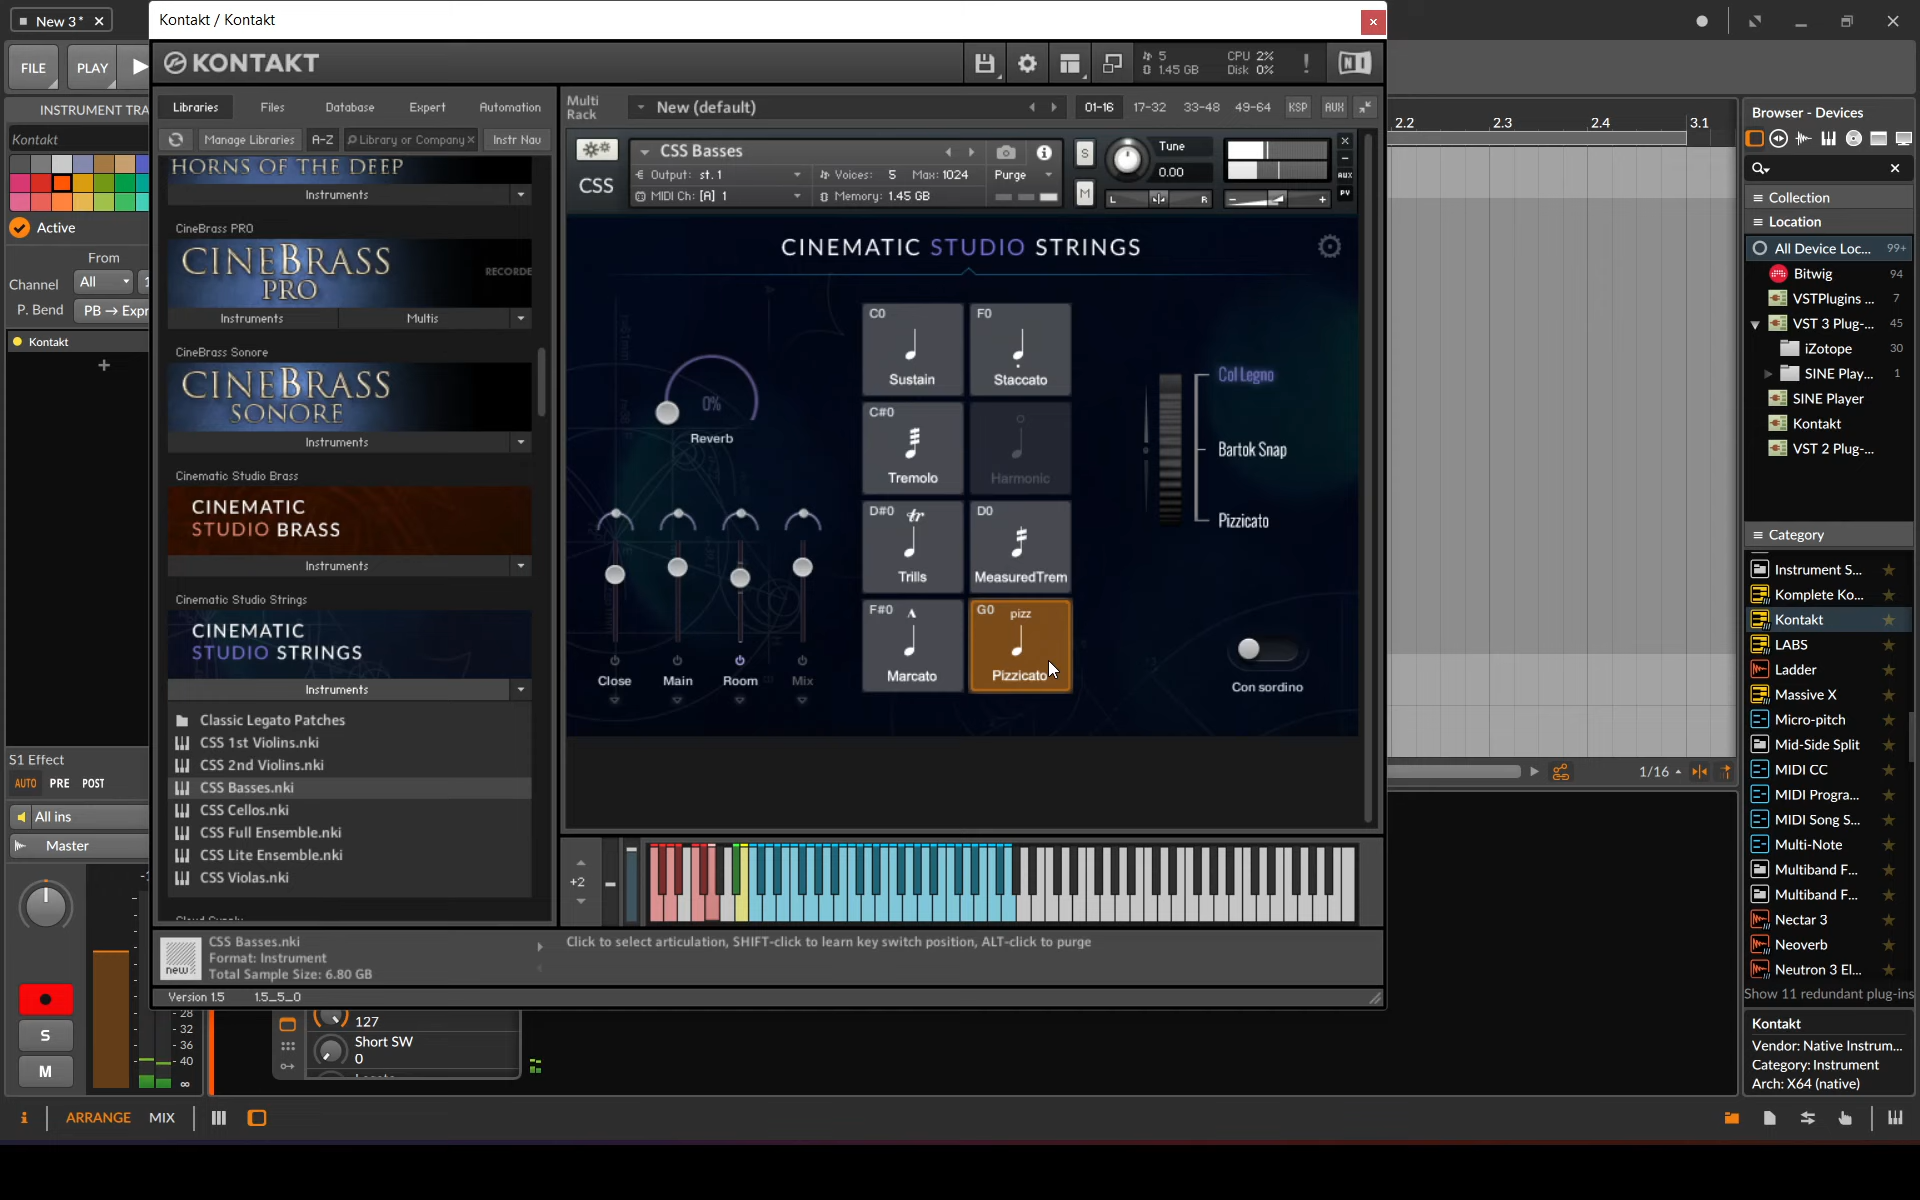 New 3*
Kontakt / Kontakt
FILE
PLAY
KONTAKT
5
1.45 GB
CPU 2%
Disk 0%
INSTRUMENT TRA
Libraries
Files
Database
Expert
Automation
Multi
Rack
New (default)
01-16
17-32
33-48
49-64
KSP
AUX
2.2
2.3
2.4
3.1
Browser - Devices
Kontakt
Manage Libraries
A-Z
Library or Company
Instr Nav
HORNS OF THE DEEP
Instruments
Active
From
Channel
All
P. Bend
PB → Expr
Kontakt
CineBrass PRO
CINEBRASS
PRO
RECORDE
Instruments
Multis
CineBrass Sonore
CINEBRASS
SONORE
Instruments
Cinematic Studio Brass
CINEMATIC
STUDIO BRASS
Instruments
Cinematic Studio Strings
CINEMATIC
STUDIO STRINGS
Instruments
Classic Legato Patches
CSS 1st Violins.nki
CSS 2nd Violins.nki
CSS Basses.nki
CSS Cellos.nki
CSS Full Ensemble.nki
CSS Lite Ensemble.nki
CSS Violas.nki
CSS
CSS Basses
Output: st. 1
Voices: 5
Max: 1024
Purge
MIDI Ch: [A] 1
Memory: 1.45 GB
S
M
Tune
0.00
L
R
AUX
PV
CINEMATIC STUDIO STRINGS
0%
Reverb
C0
Sustain
F0
Staccato
C#0
Tremolo
Harmonic
D#0
tr
Trills
D0
MeasuredTrem
F#0
Marcato
G0
pizz
Pizzicato
Col Legno
Bartok Snap
Pizzicato
Con sordino
Close
Main
Room
Mix
+2
new
CSS Basses.nki
Format: Instrument
Total Sample Size: 6.80 GB
Click to select articulation, SHIFT-click to learn key switch position, ALT-click to purge
Version 1.5
1.5_5_0
S1 Effect
AUTO
PRE
POST
All ins
Master
28
32
36
40
∞
S
M
127
Short SW
0
1/16
ARRANGE
MIX
Collection
Location
All Device Loc...
99+
Bitwig
94
VSTPlugins ...
7
VST 3 Plug-...
45
iZotope
30
SINE Play...
1
SINE Player
Kontakt
VST 2 Plug-...
Category
Instrument S...
Komplete Ko...
Kontakt
LABS
Ladder
Massive X
Micro-pitch
Mid-Side Split
MIDI CC
MIDI Progra...
MIDI Song S...
Multi-Note
Multiband F...
Multiband F...
Nectar 3
Neoverb
Neutron 3 El...
Show 11 redundant plug-ins
Kontakt
Vendor: Native Instrum...
Category: Instrument
Arch: X64 (native)